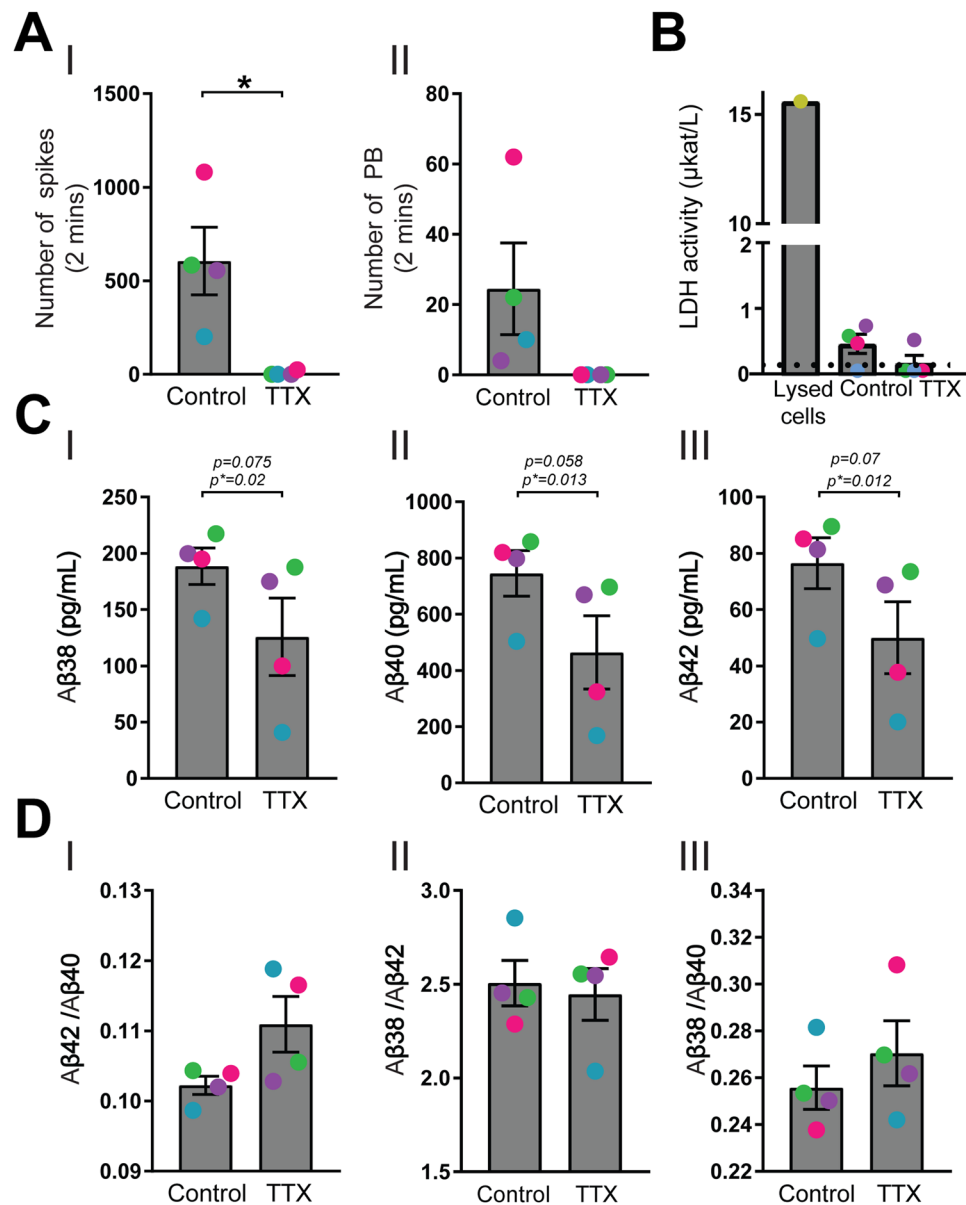 A
B
I
II
1500
1000
500
0
Number of spikes
(2 mins)
*
Control TTX
80
60
40
20
0
Number of PB
(2 mins)
Control TTX
15
10
2
1
0
LDH activity (µkat/L)
Lysed
cells
Control TTX
C
I
II
III
p=0.075
p*=0.02
250
200
150
100
50
0
Aβ38 (pg/mL)
Control TTX
p=0.058
p*=0.013
1000
800
600
400
200
0
Aβ40 (pg/mL)
Control TTX
p=0.07
p*=0.012
100
80
60
40
20
0
Aβ42 (pg/mL)
Control TTX
D
I
II
III
0.13
0.12
0.11
0.10
0.09
Aβ42 /Aβ40
Control TTX
3.0
2.5
2.0
1.5
Aβ38 /Aβ42
Control TTX
0.34
0.32
0.30
0.28
0.26
0.24
0.22
Aβ38 /Aβ40
Control TTX